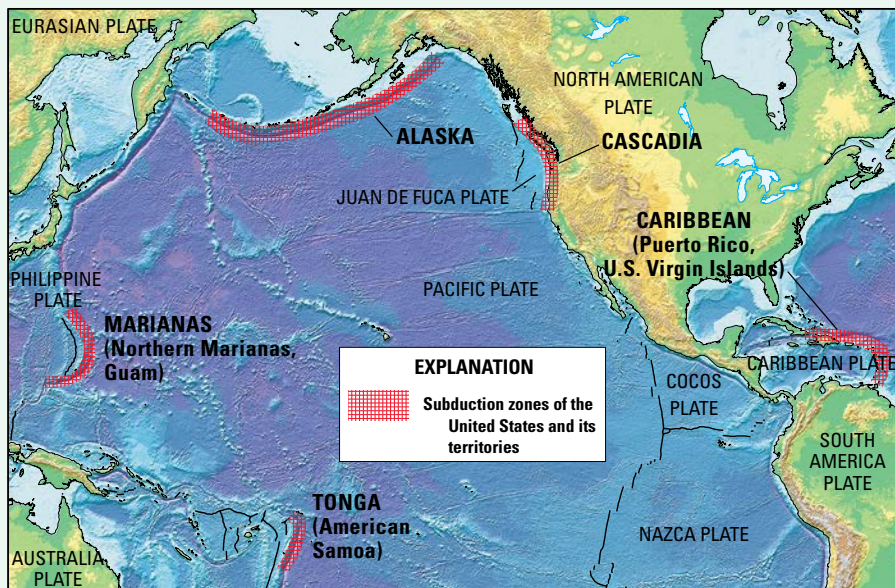 EURASIAN PLATE
NORTH AMERICAN
PLATE
ALASKA
CASCADIA
JUAN DE FUCA PLATE
CARIBBEAN
(Puerto Rico,
U.S. Virgin Islands)
PHILIPPINE
PLATE
PACIFIC PLATE
MARIANAS
(Northern Marianas,
Guam)
EXPLANATION
Subduction zones of the
United States and its
territories
CARIBBEAN PLATE
COCOS
PLATE
SOUTH
AMERICA
PLATE
TONGA
(American
Samoa)
NAZCA PLATE
AUSTRALIA
PLATE